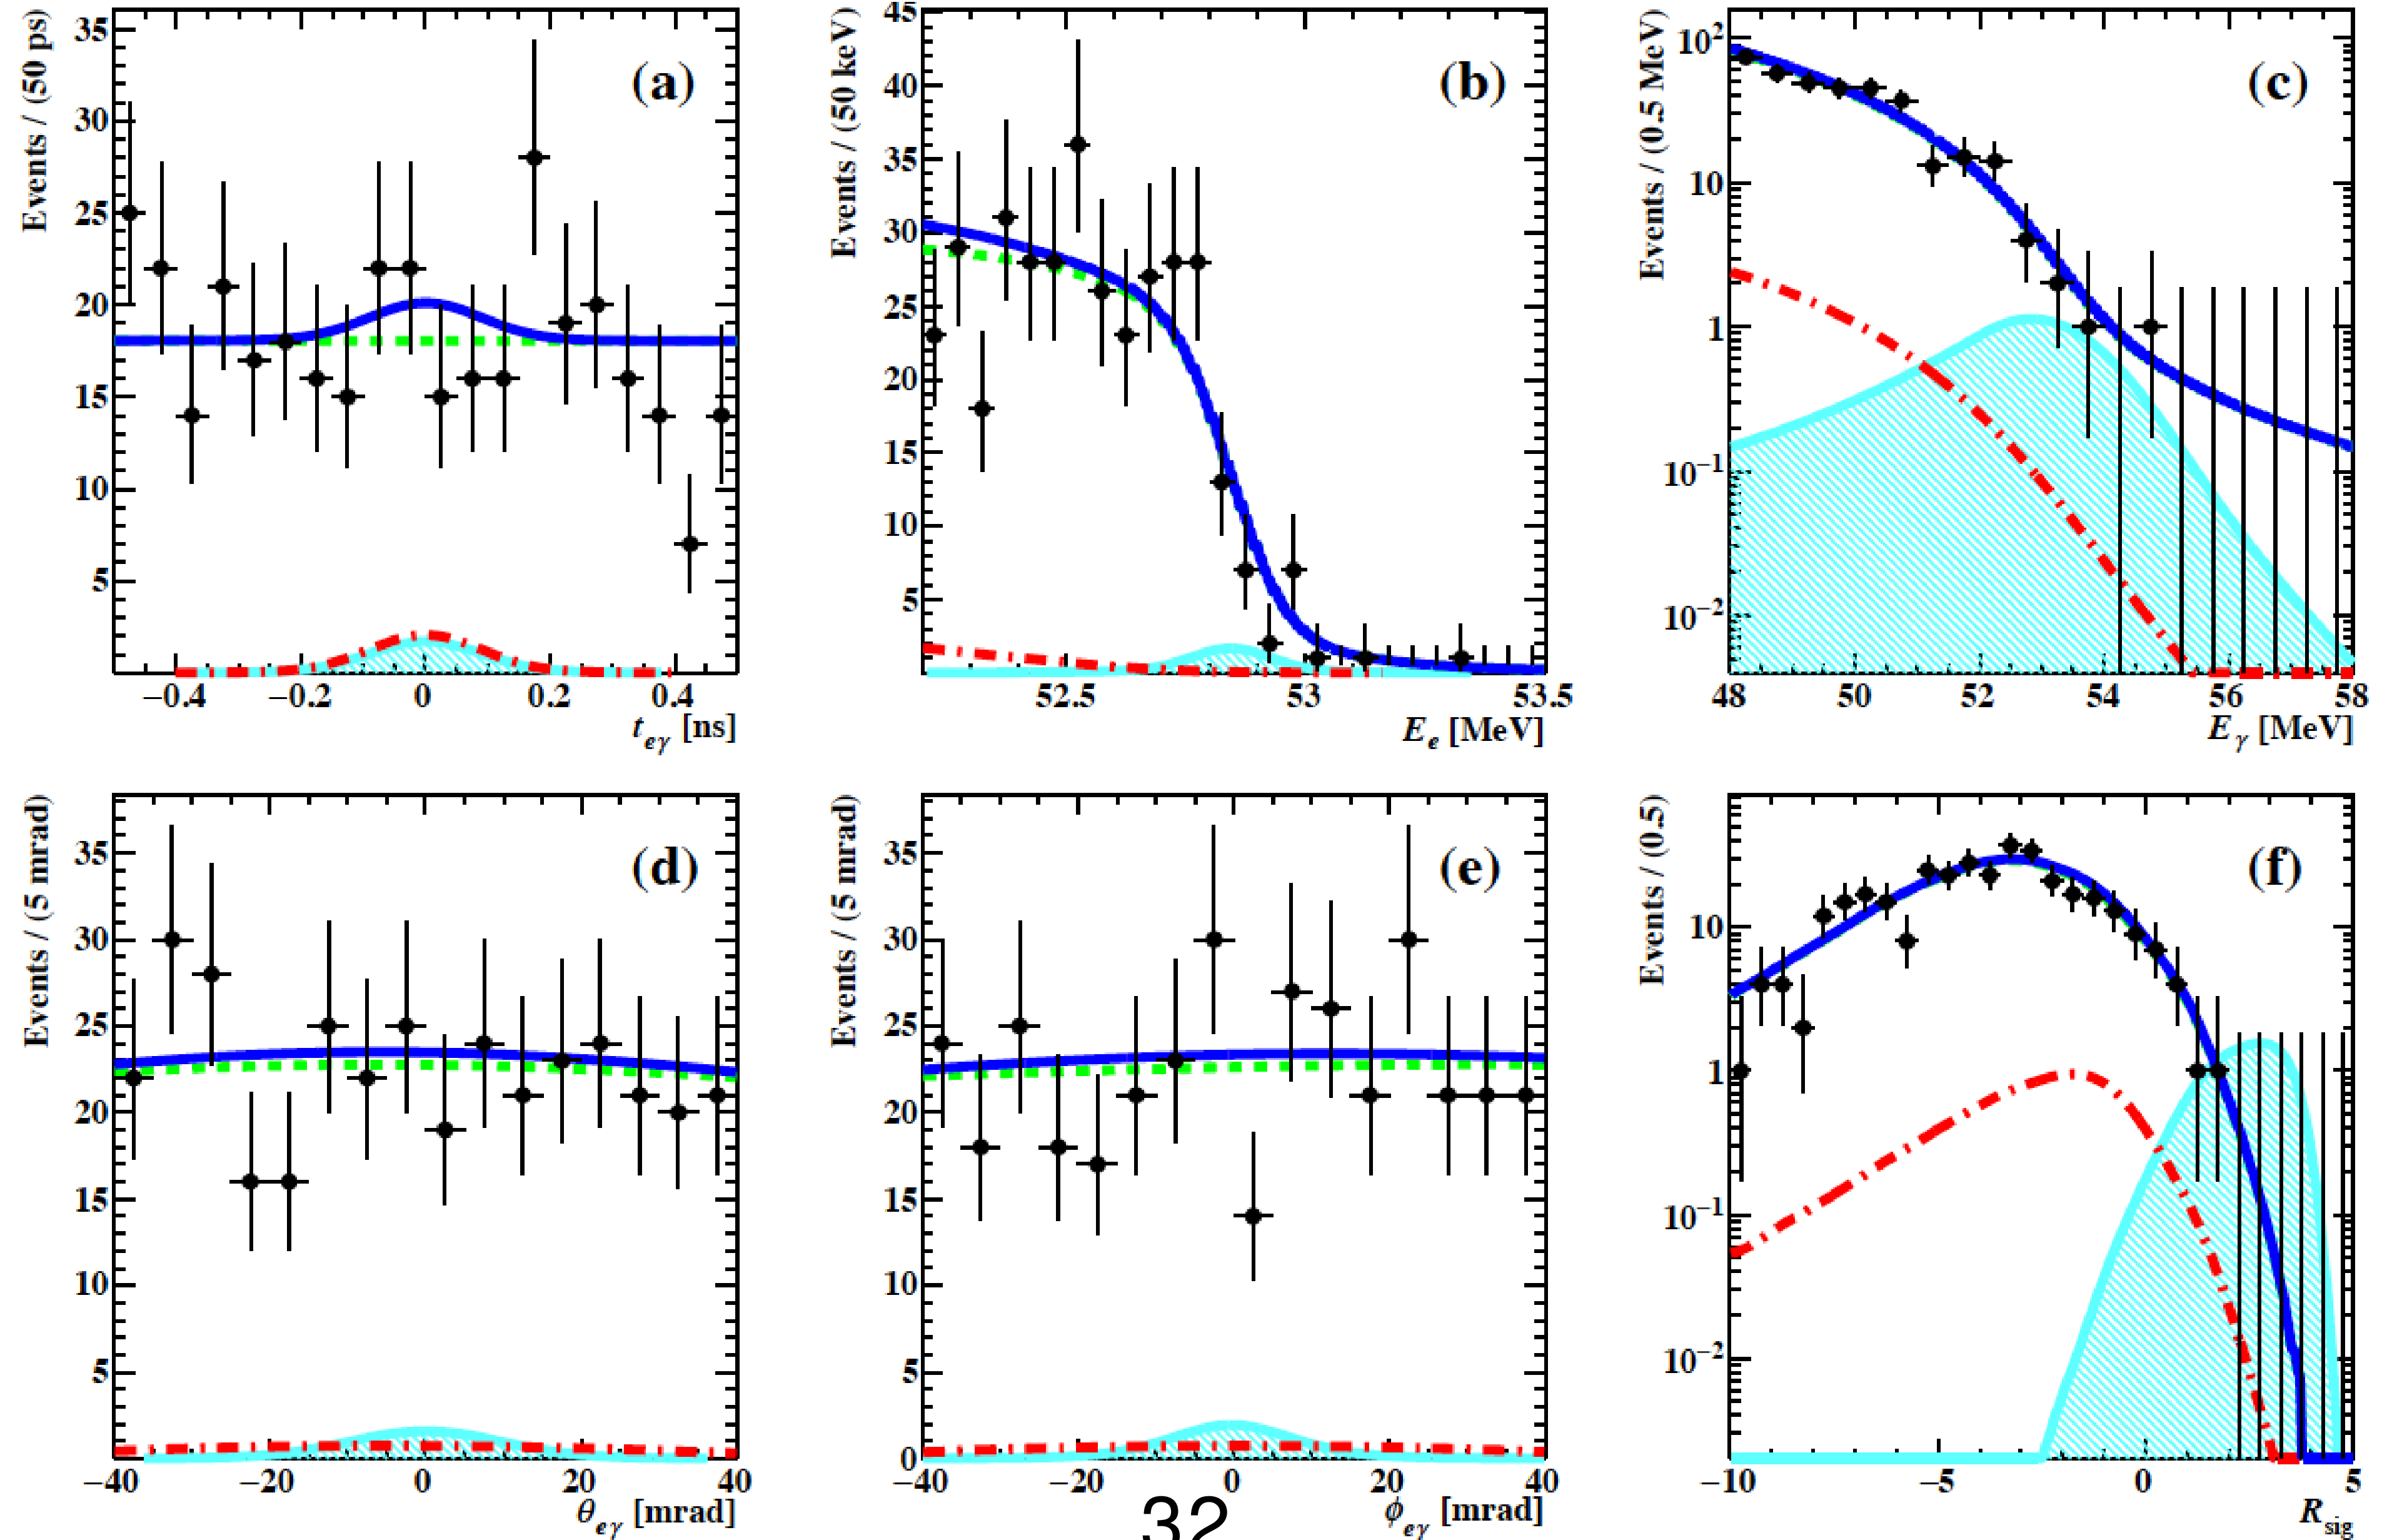 Events / (50 ps)
35
30
25
20
15
10
5
(a)
−0.4 −0.2 0 0.2 0.4
t_eγ [ns]
Events / (50 keV)
45
40
35
30
25
20
15
10
5
(b)
52.5 53 53.5
E_e [MeV]
Events / (0.5 MeV)
10²
10
1
10⁻¹
10⁻²
(c)
48 50 52 54 56 58
E_γ [MeV]
Events / (5 mrad)
35
30
25
20
15
10
5
(d)
−40 −20 0 20 40
θ_eγ [mrad]
Events / (5 mrad)
35
30
25
20
15
10
5
0
(e)
−40 −20 0 20 40
ϕ_eγ [mrad]
Events / (0.5)
10
1
10⁻¹
10⁻²
(f)
−10 −5 0 5
R_sig
32